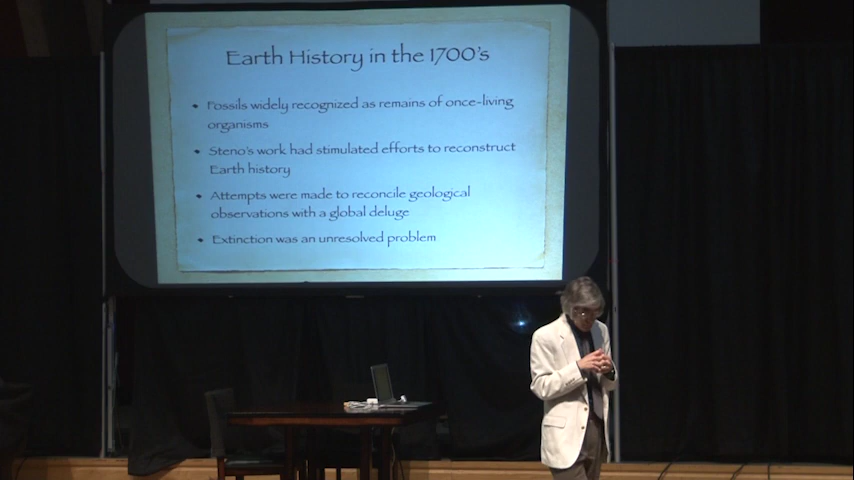 Earth History in the 1700's
• Fossils widely recognized as remains of once-living
organisms
• Steno's work had stimulated efforts to reconstruct
Earth history
• Attempts were made to reconcile geological
observations with a global deluge
• Extinction was an unresolved problem